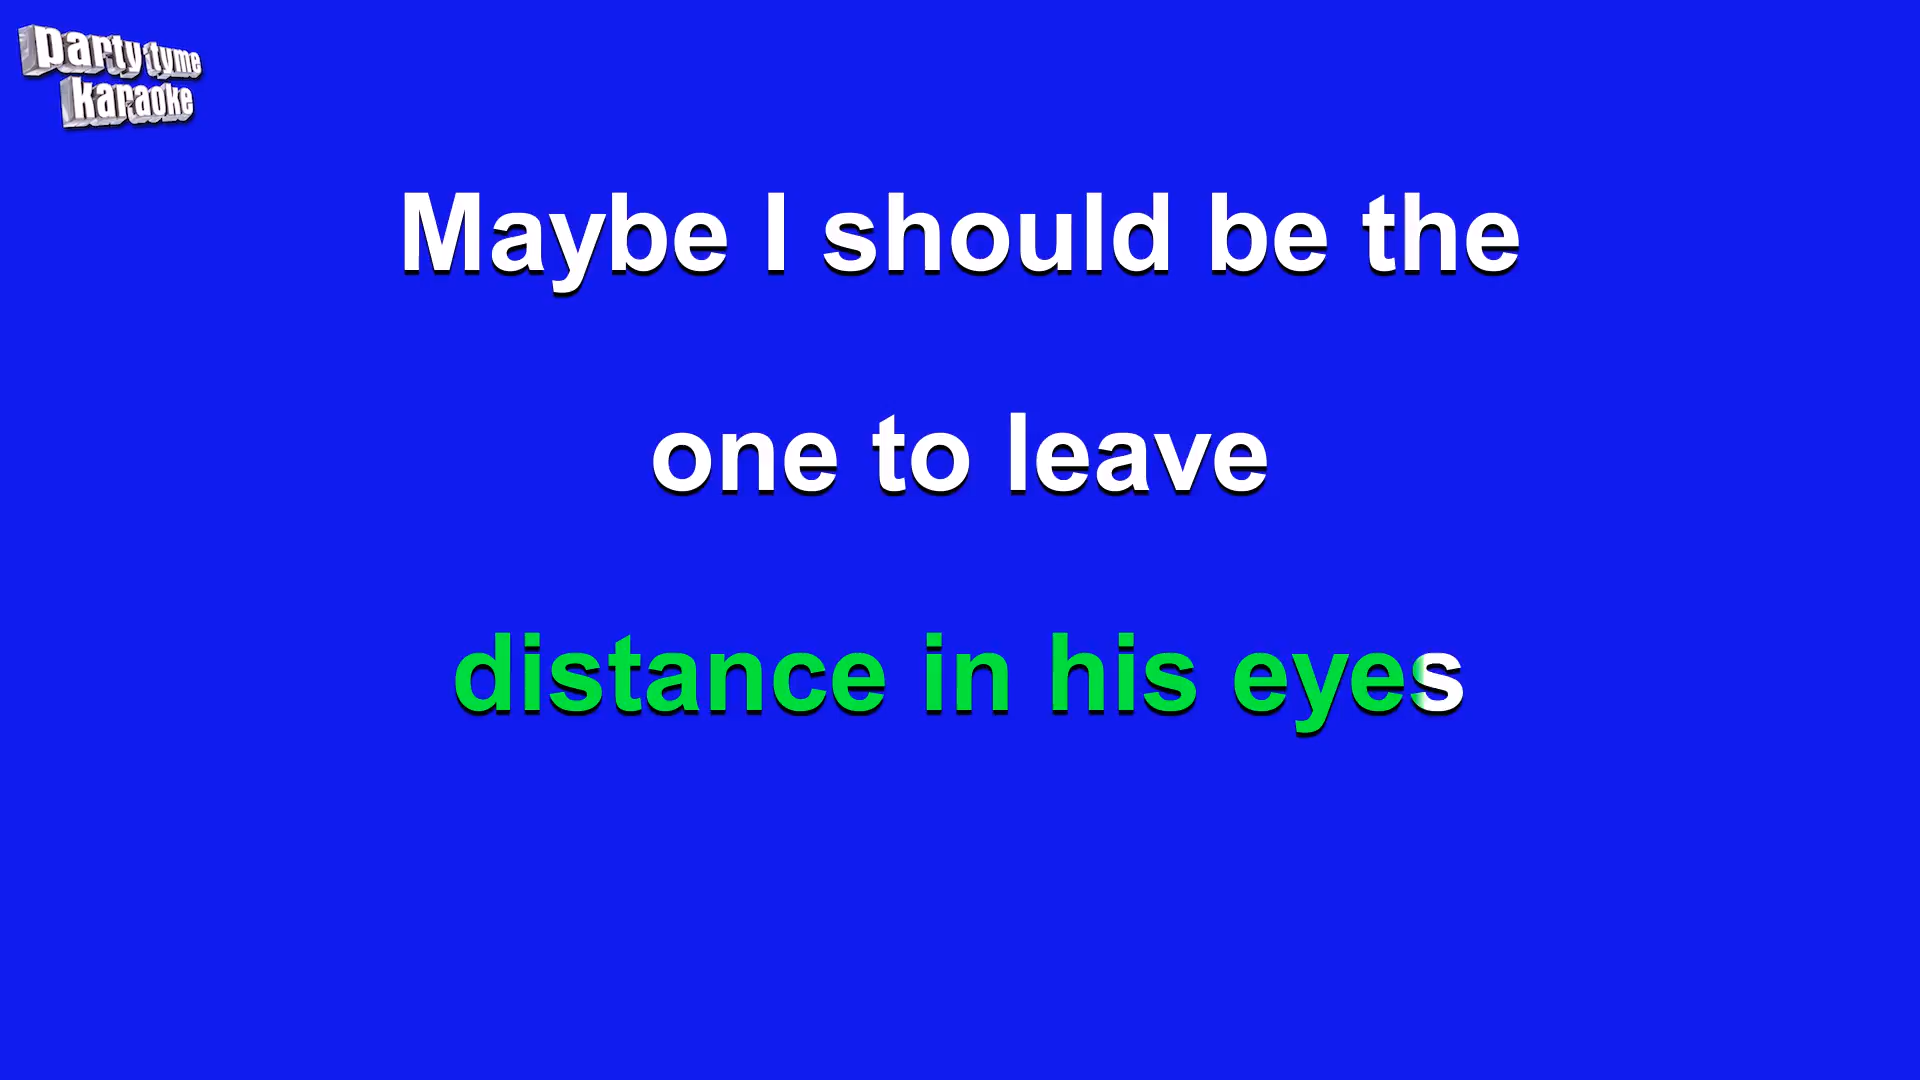 party tyme
karaoke
Maybe I should be the
one to leave
distance in his eyes